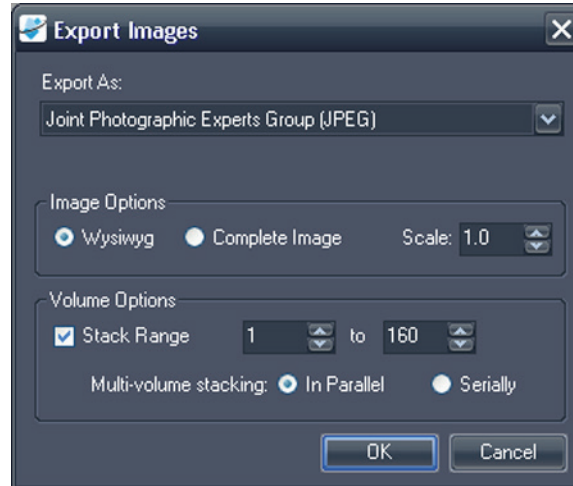 Export Images
Export As:
Joint Photographic Experts Group (JPEG)
Image Options
Wysiwyg Complete Image Scale: 1.0
Volume Options
Stack Range 1 to 160
Multi-volume stacking: In Parallel Serially
OK Cancel